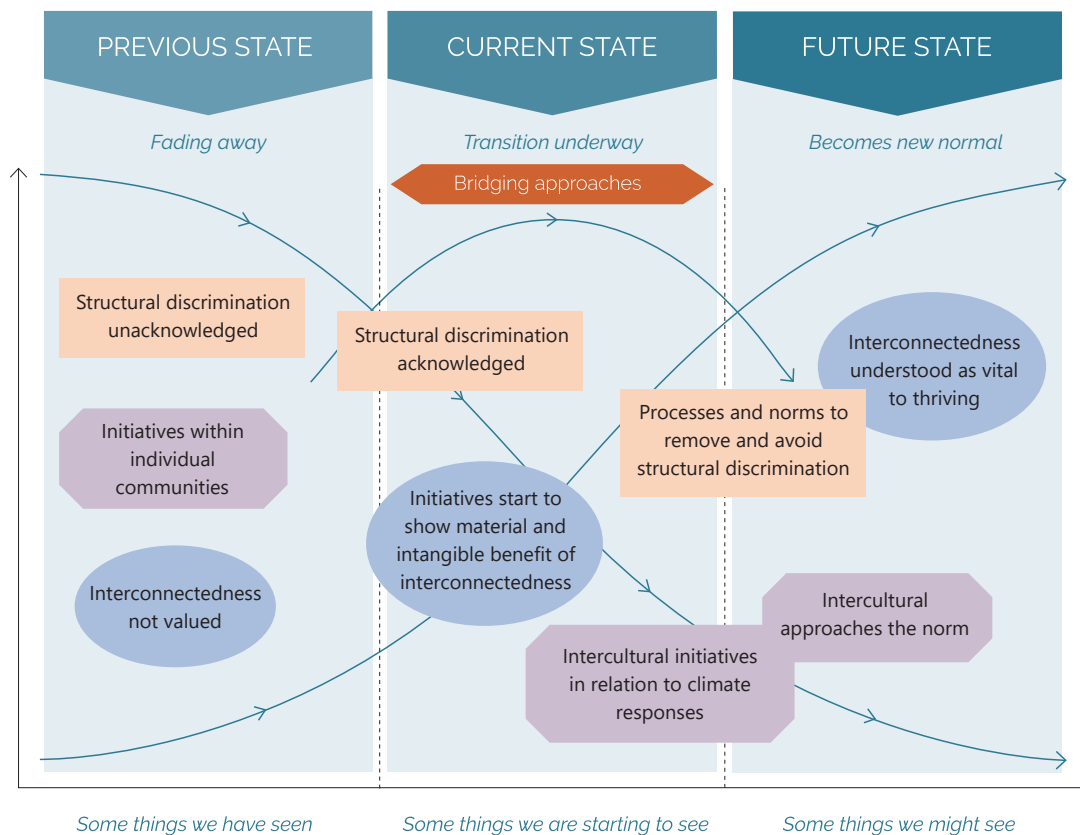 PREVIOUS STATE
CURRENT STATE
FUTURE STATE
Fading away
Transition underway
Becomes new normal
Bridging approaches
Structural discrimination
unacknowledged
Structural discrimination
acknowledged
Interconnectedness
understood as vital
to thriving
Processes and norms to
remove and avoid
structural discrimination
Initiatives within
individual
communities
Initiatives start to
show material and
intangible benefit of
interconnectedness
Interconnectedness
not valued
Intercultural
approaches the norm
Intercultural initiatives
in relation to climate
responses
Some things we have seen
Some things we are starting to see
Some things we might see